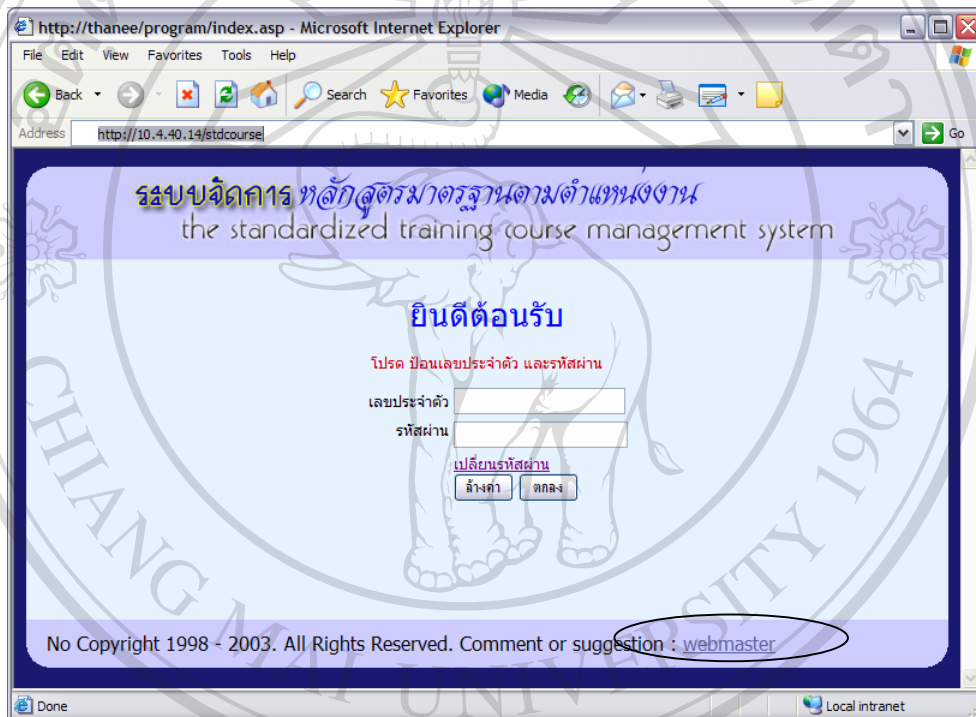 http://thanee/program/index.asp - Microsoft Internet Explorer
File Edit View Favorites Tools Help
Back Search Favorites Media
Address http://10.4.40.14/stdcourse Go
ระบบจัดการ หลักสูตรมาตรฐานตามตำแหน่งงาน
the standardized training course management system
ยินดีต้อนรับ
โปรด ป้อนเลขประจำตัว และรหัสผ่าน
เลขประจำตัว
รหัสผ่าน
เปลี่ยนรหัสผ่าน
ล้างค่า ตกลง
No Copyright 1998 - 2003. All Rights Reserved. Comment or suggestion : webmaster
Done Local intranet
CHIANG MAI UNIVERSITY 1964